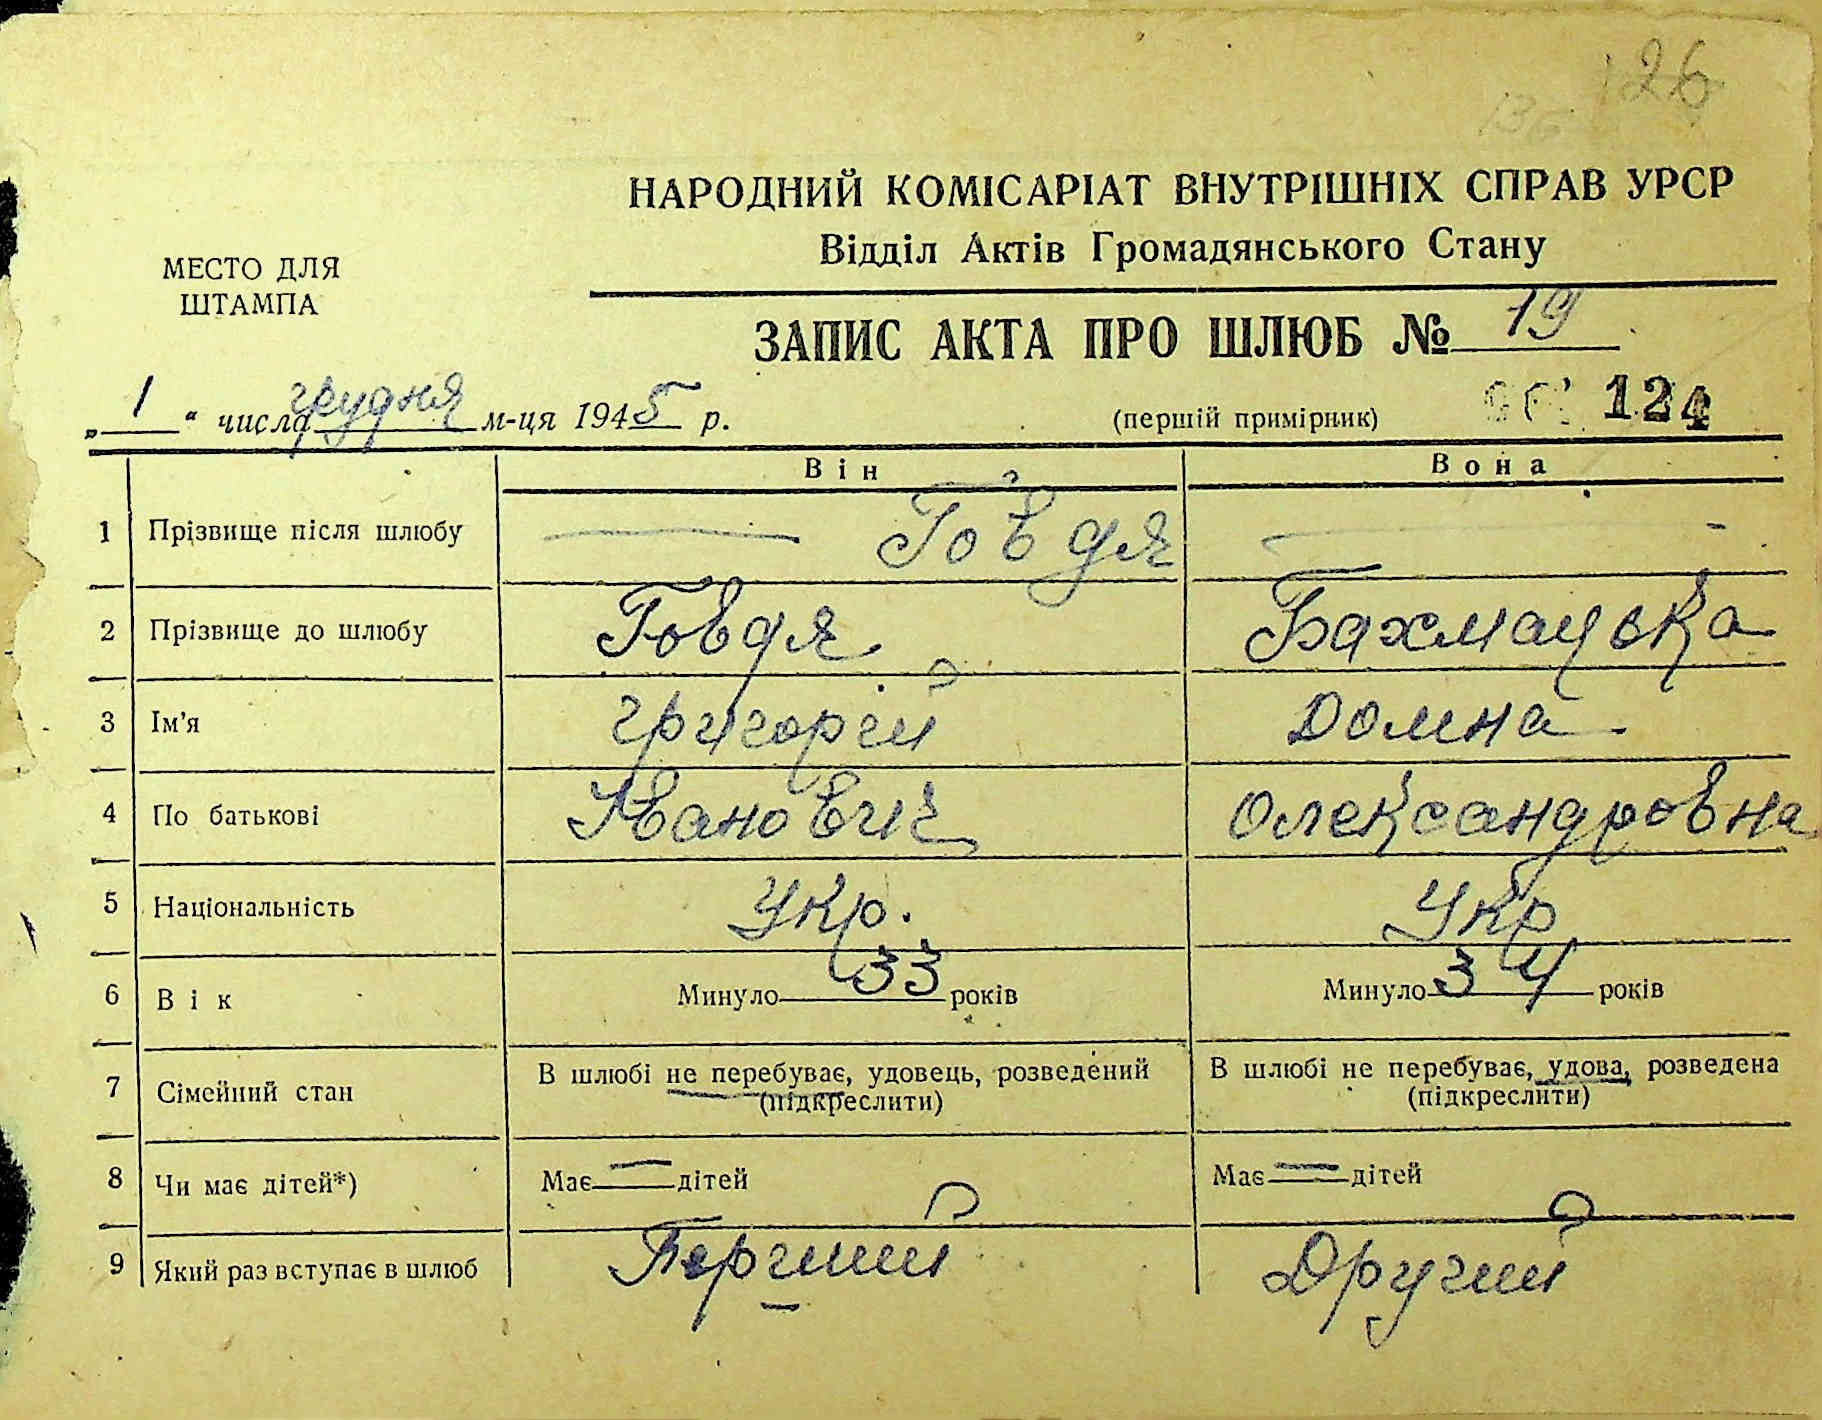 126
136
НАРОДНИЙ КОМІСАРІАТ ВНУТРІШНІХ СПРАВ УРСР
Відділ Актів Громадянського Стану
МЕСТО ДЛЯ
ШТАМПА
ЗАПИС АКТА ПРО ШЛЮБ № 19
„ 1 “ числа грудня м-ця 1945 р.
(першій примірник) 124
Він Вона
1 Прізвище після шлюбу — Говдя —
2 Прізвище до шлюбу Говдя Бахмацька
3 Ім'я Григорій Домна
4 По батькові Іванович Олександровна
5 Національність Укр. Укр
6 Вік Минуло 33 років Минуло 34 років
7 Сімейний стан В шлюбі не перебуває, удовець, розведений В шлюбі не перебуває, удова, розведена
(підкреслити) (підкреслити)
8 Чи має дітей*) Має — дітей Має — дітей
9 Який раз вступає в шлюб Перший Другий